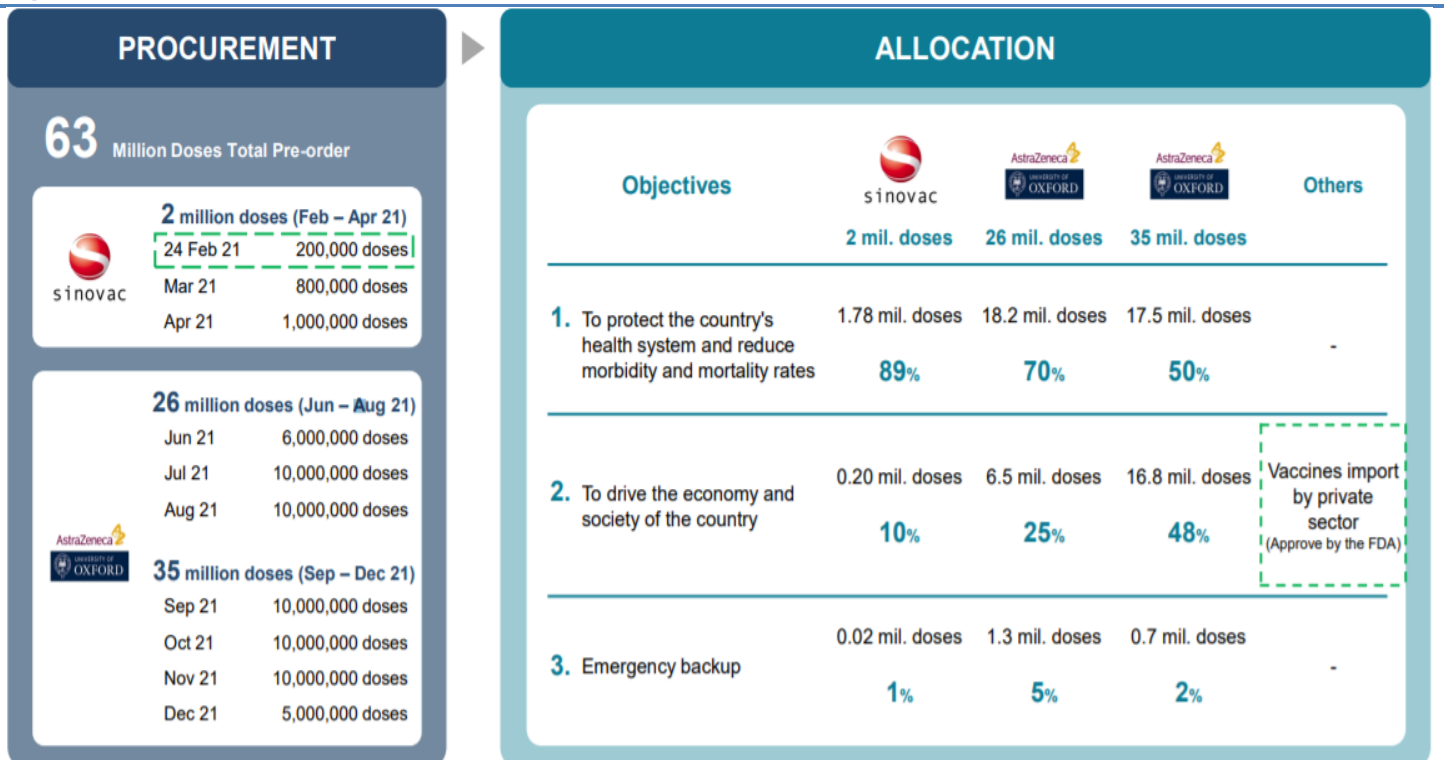 PROCUREMENT
63 Million Doses Total Pre-order
sinovac
2 million doses (Feb – Apr 21)
24 Feb 21 200,000 doses
Mar 21 800,000 doses
Apr 21 1,000,000 doses
AstraZeneca
UNIVERSITY OF
OXFORD
26 million doses (Jun – Aug 21)
Jun 21 6,000,000 doses
Jul 21 10,000,000 doses
Aug 21 10,000,000 doses
35 million doses (Sep – Dec 21)
Sep 21 10,000,000 doses
Oct 21 10,000,000 doses
Nov 21 10,000,000 doses
Dec 21 5,000,000 doses
ALLOCATION
Objectives
sinovac
2 mil. doses
AstraZeneca
UNIVERSITY OF
OXFORD
26 mil. doses
AstraZeneca
UNIVERSITY OF
OXFORD
35 mil. doses
Others
1. To protect the country's
health system and reduce
morbidity and mortality rates
1.78 mil. doses 18.2 mil. doses 17.5 mil. doses
89% 70% 50%
-
2. To drive the economy and
society of the country
0.20 mil. doses 6.5 mil. doses 16.8 mil. doses
10% 25% 48%
Vaccines import
by private
sector
(Approve by the FDA)
3. Emergency backup
0.02 mil. doses 1.3 mil. doses 0.7 mil. doses
1% 5% 2%
-